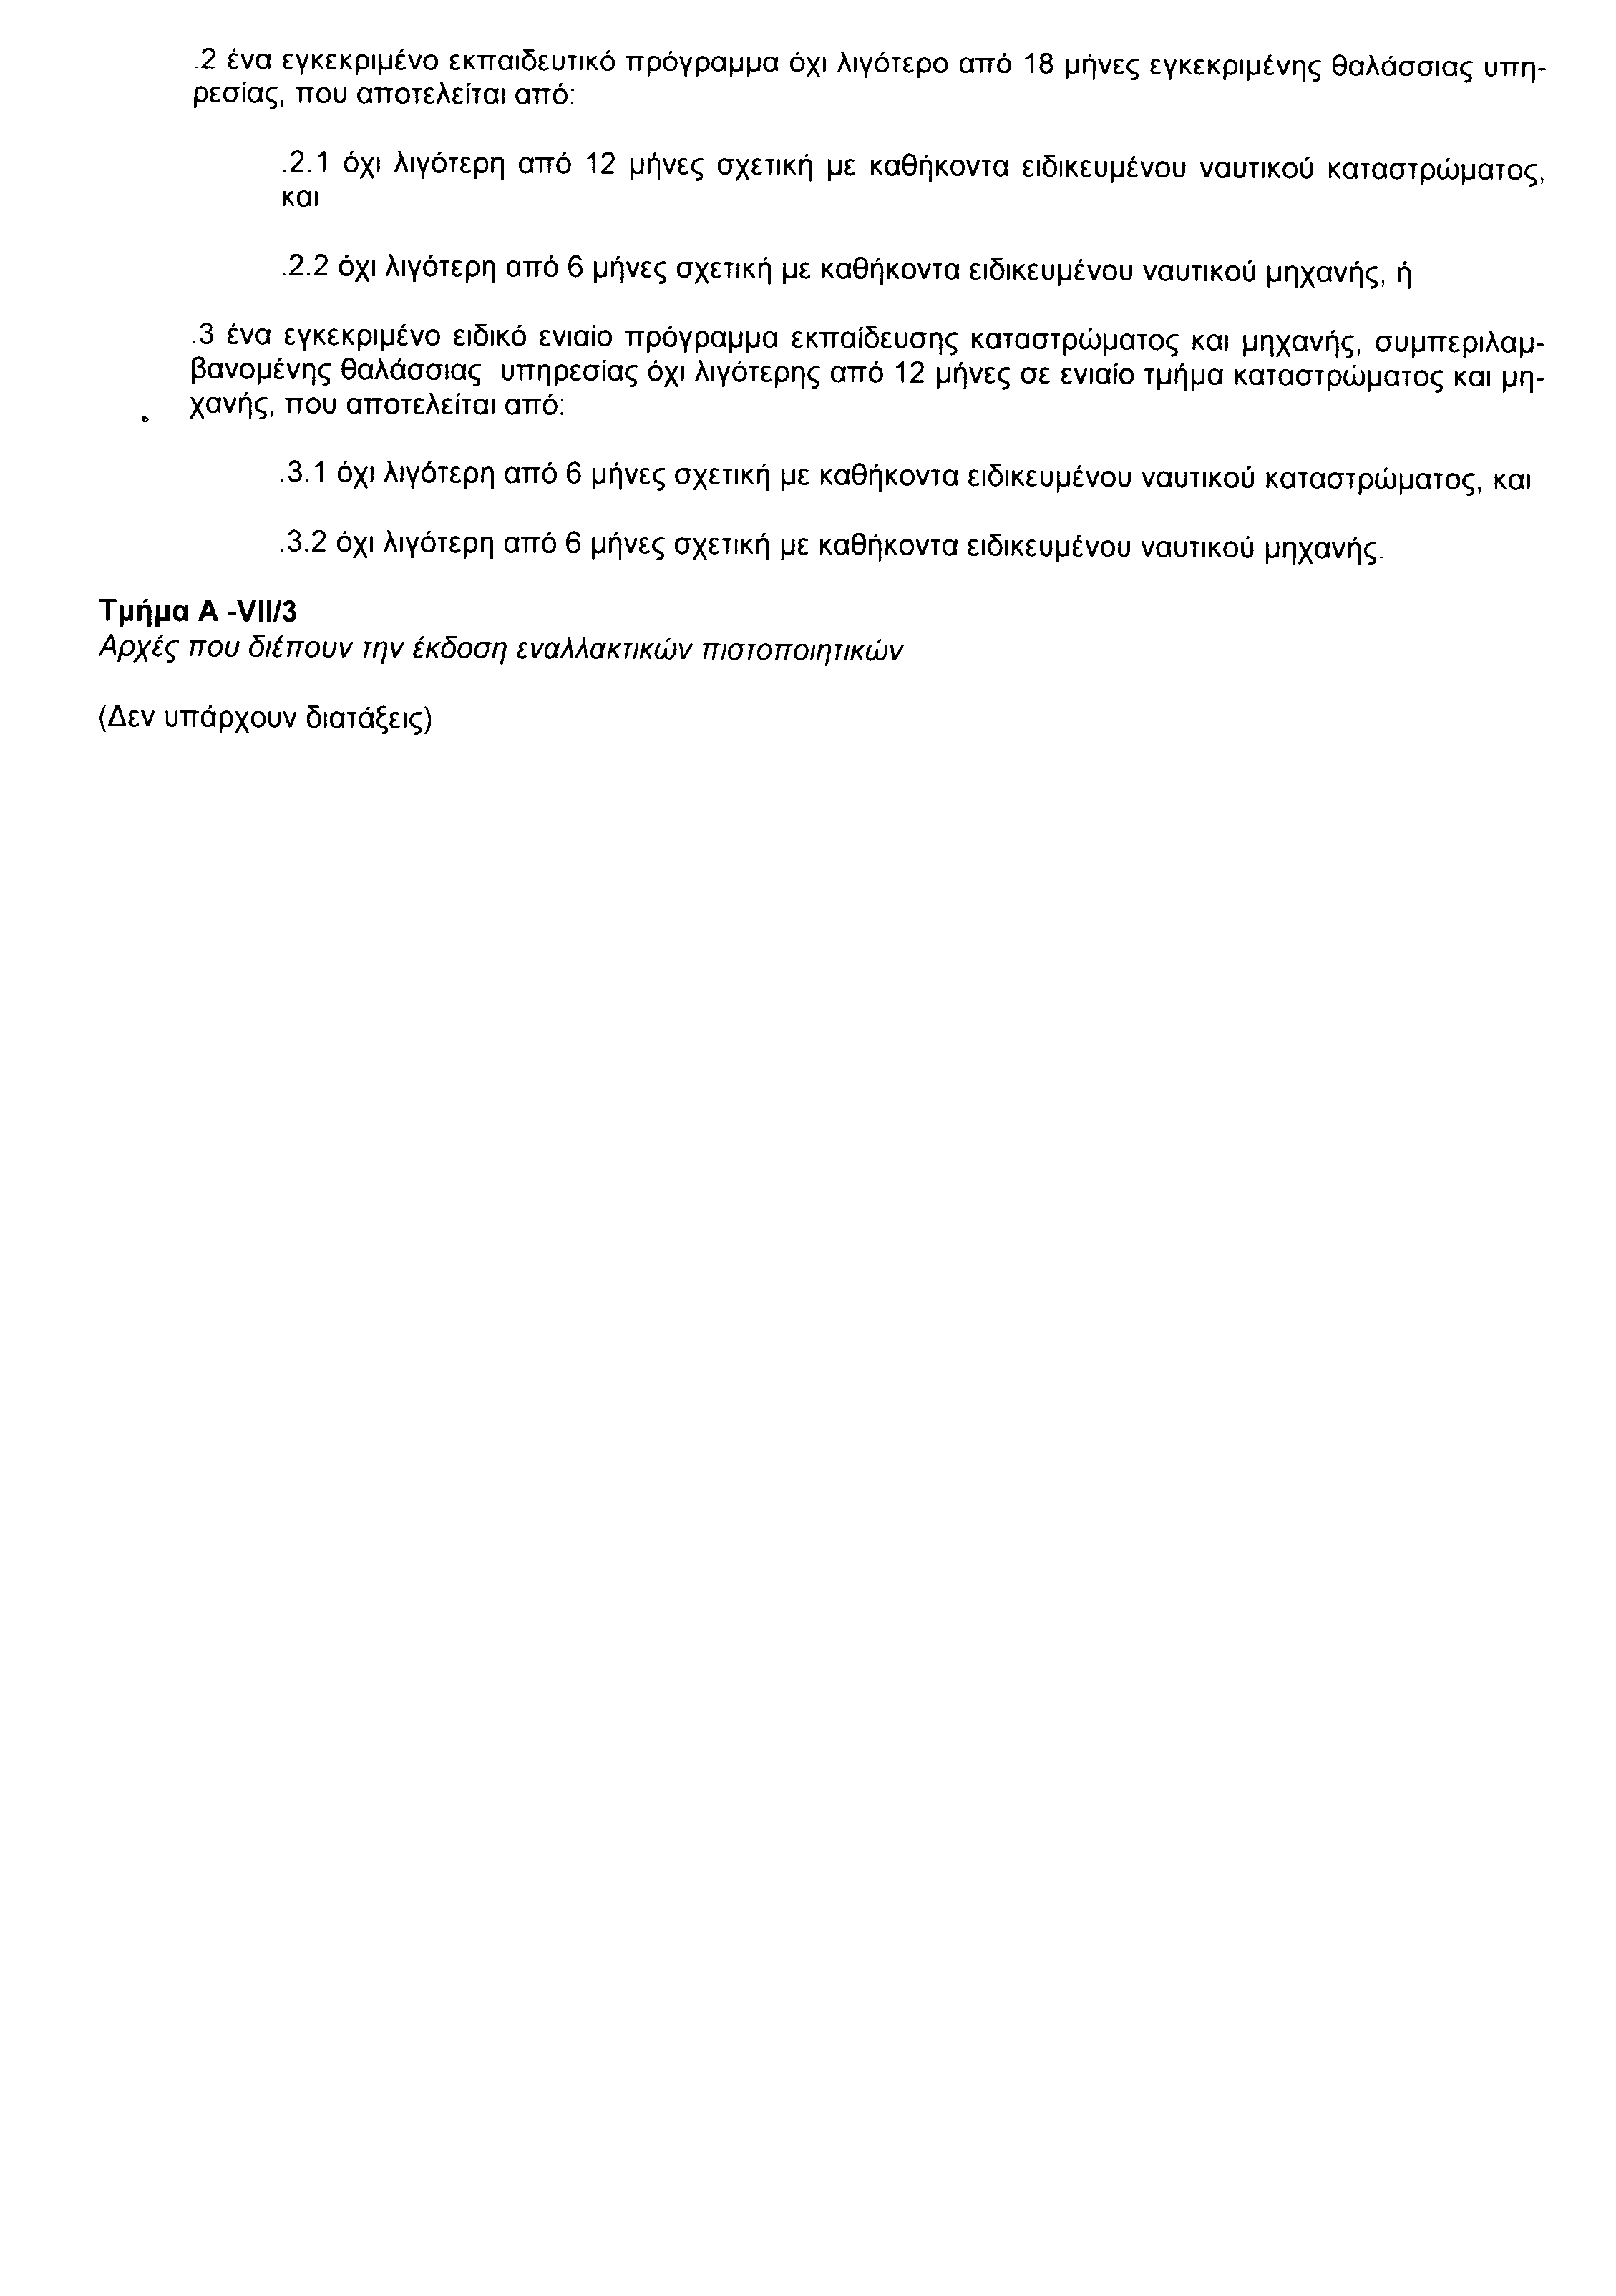 .2 ένα εγκεκριμένο εκπαιδευτικό πρόγραμμα όχι λιγότερο από 18 μήνες εγκεκριμένης θαλάσσιας υπη-
ρεσίας, που αποτελείται από:
.2.1 όχι λιγότερη από 12 μήνες σχετική με καθήκοντα ειδικευμένου ναυτικού καταστρώματος,
και
.2.2 όχι λιγότερη από 6 μήνες σχετική με καθήκοντα ειδικευμένου ναυτικού μηχανής, ή
.3 ένα εγκεκριμένο ειδικό ενιαίο πρόγραμμα εκπαίδευσης καταστρώματος και μηχανής, συμπεριλαμ-
βανομένης θαλάσσιας υπηρεσίας όχι λιγότερης από 12 μήνες σε ενιαίο τμήμα καταστρώματος και μη-
χανής, που αποτελείται από:
.3.1 όχι λιγότερη από 6 μήνες σχετική με καθήκοντα ειδικευμένου ναυτικού καταστρώματος, και
.3.2 όχι λιγότερη από 6 μήνες σχετική με καθήκοντα ειδικευμένου ναυτικού μηχανής.
Τμήμα Α -VII/3
Αρχές που διέπουν την έκδοση εναλλακτικών πιστοποιητικών
(Δεν υπάρχουν διατάξεις)